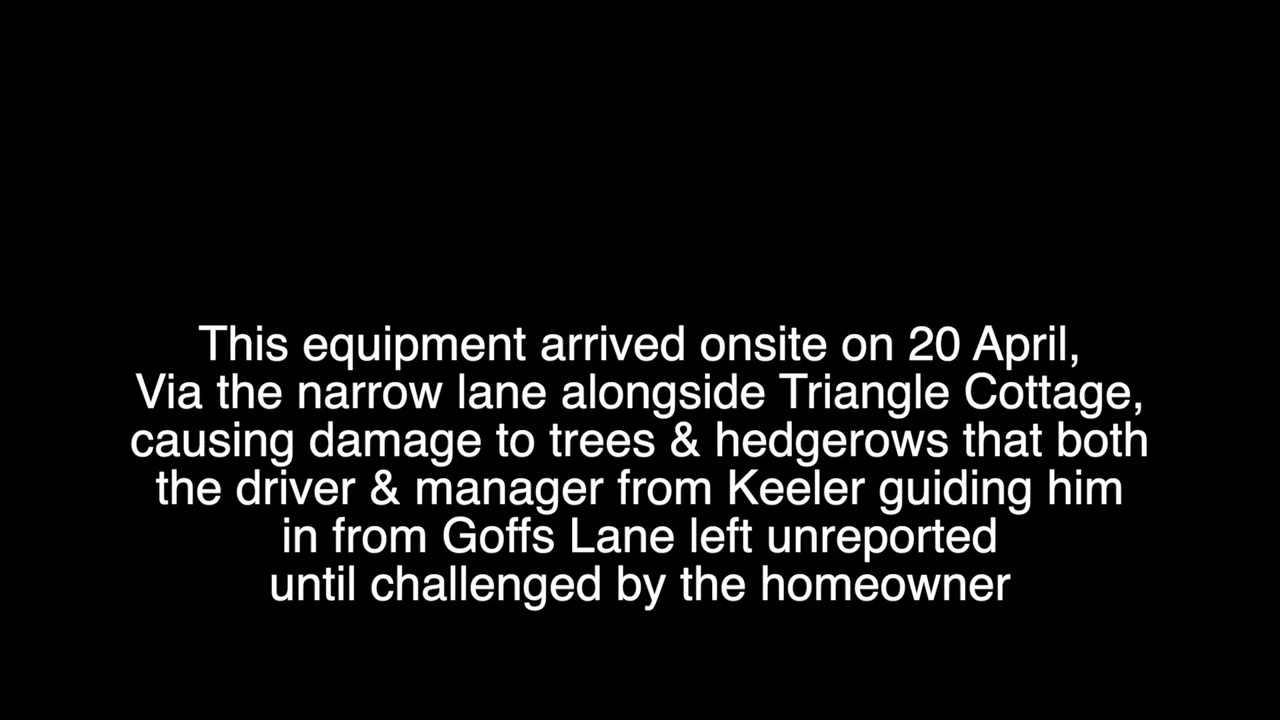 This equipment arrived onsite on 20 April,
Via the narrow lane alongside Triangle Cottage,
causing damage to trees & hedgerows that both
the driver & manager from Keeler guiding him
in from Goffs Lane left unreported
until challenged by the homeowner